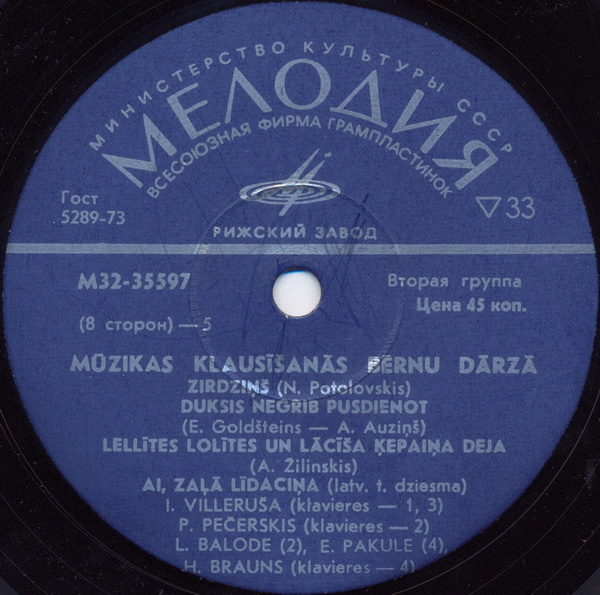 МИНИСТЕРСТВО КУЛЬТУРЫ СССР
МЕЛОДИЯ
ВСЕСОЮЗНАЯ ФИРМА ГРАМПЛАСТИНОК
Гост
5289-73
▽33
РИЖСКИЙ ЗАВОД
М32-35597
Вторая группа
Цена 45 коп.
(8 сторон) — 5
MŪZIKAS KLAUSĪŠANĀS BĒRNU DĀRZĀ
ZIRDZIŅŠ (N. Potolovskis)
DUKSIS NEGRIB PUSDIENOT
(E. Goldšteins — A. Auziņš)
LELLĪTES LOLITES UN LĀCĪŠA ĶEPAIŅA DEJA
(A. Žilinskis)
AI, ZAĻĀ LĪDACIŅA (latv. t. dziesma)
I. VILLERUŠA (klavieres — 1, 3)
P. PEČERSKIS (klavieres — 2)
L. BALODE (2), E. PAKULE (4),
H. BRAUNS (klavieres — 4)